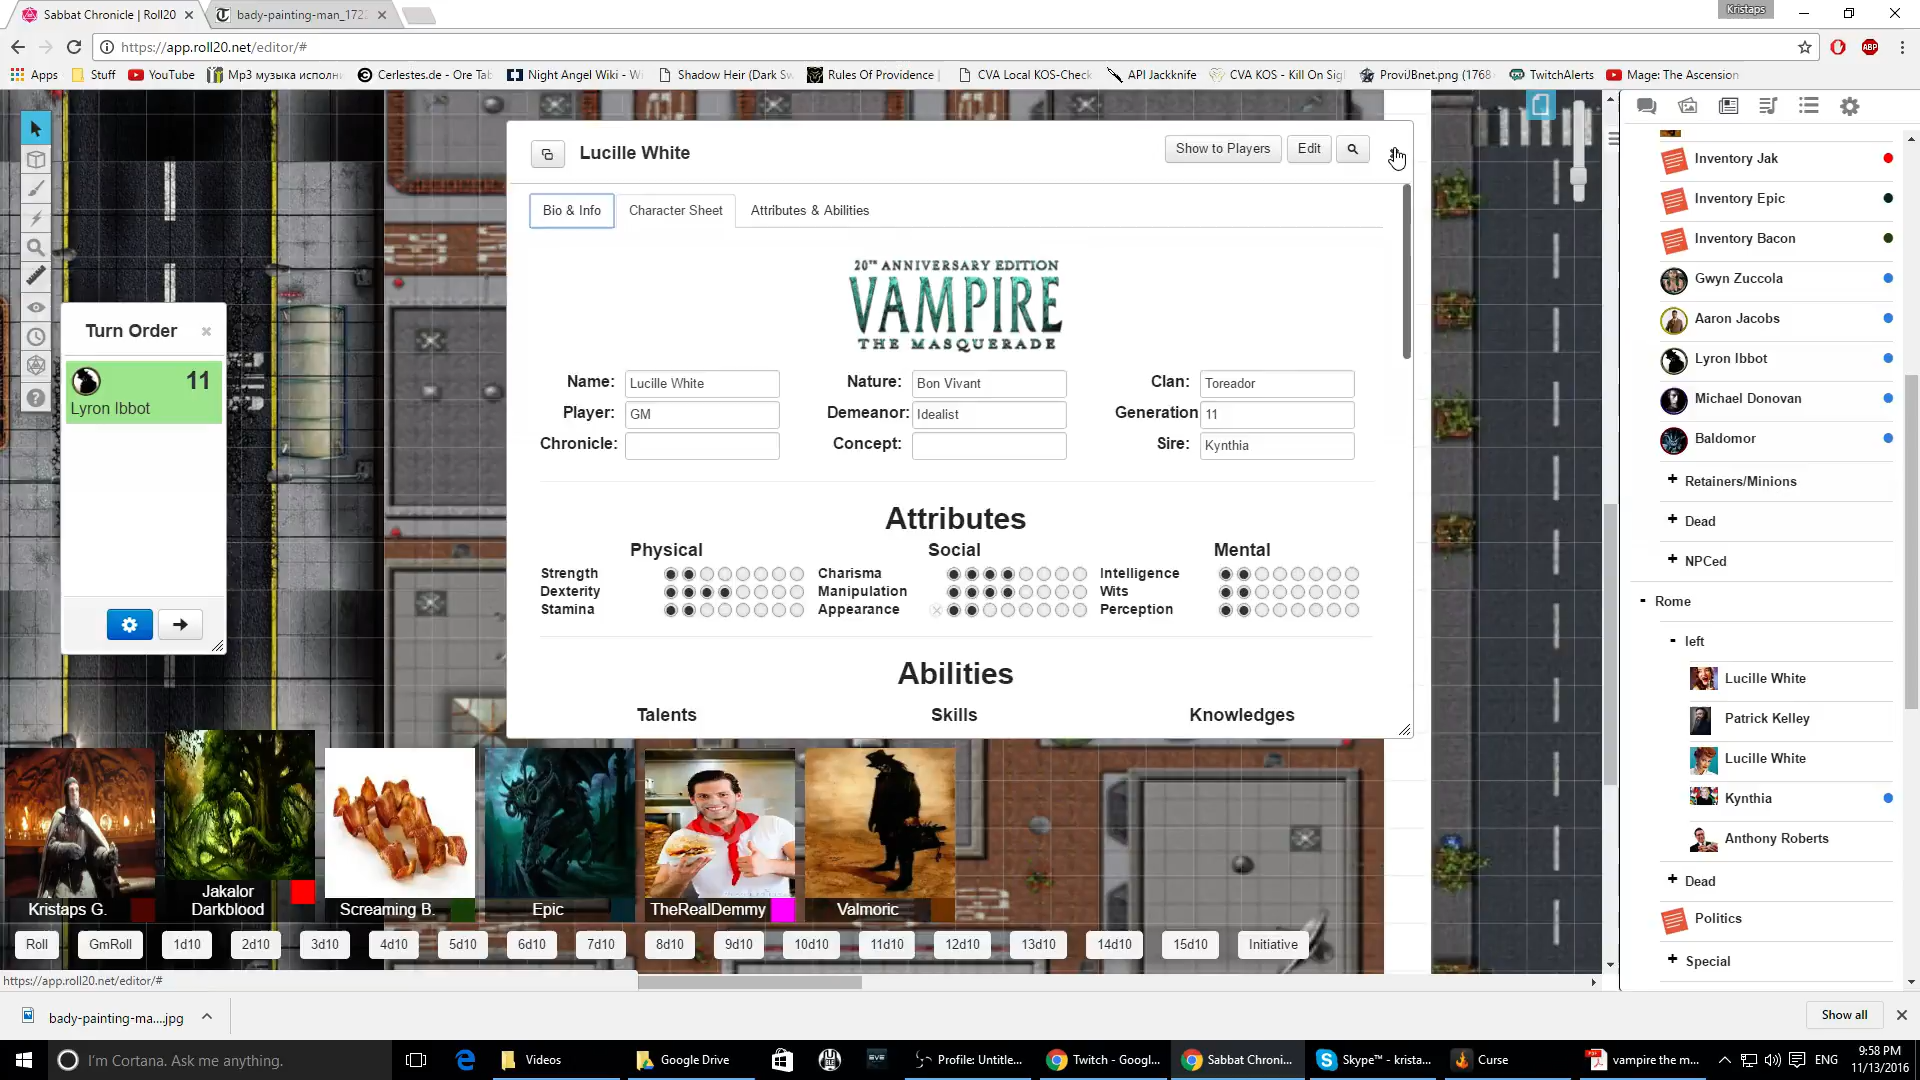 Sabbat Chronicle | Roll20
bady-painting-man_172
Kristaps
https://app.roll20.net/editor/#
Apps
Stuff
YouTube
Mp3 музыка исполн
Cerlestes.de - Ore Tab
Night Angel Wiki - W
Shadow Heir (Dark Sw
Rules Of Providence |
CVA Local KOS-Check
API Jackknife
CVA KOS - Kill On Sigh
ProviJBnet.png (1768
TwitchAlerts
Mage: The Ascension
Lucille White
Show to Players
Edit
Bio & Info
Character Sheet
Attributes & Abilities
20TH ANNIVERSARY EDITION
VAMPIRE
THE MASQUERADE
Name: Lucille White
Nature: Bon Vivant
Clan: Toreador
Player: GM
Demeanor: Idealist
Generation 11
Chronicle:
Concept:
Sire: Kynthia
Attributes
Physical
Social
Mental
Strength
Charisma
Intelligence
Dexterity
Manipulation
Wits
Stamina
Appearance
Perception
Abilities
Talents
Skills
Knowledges
Turn Order
11
Lyron Ibbot
Inventory Jak
Inventory Epic
Inventory Bacon
Gwyn Zuccola
Aaron Jacobs
Lyron Ibbot
Michael Donovan
Baldomor
Retainers/Minions
Dead
NPCed
Rome
left
Lucille White
Patrick Kelley
Lucille White
Kynthia
Anthony Roberts
Dead
Politics
Special
Kristaps G.
Jakalor
Darkblood
Screaming B.
Epic
TheRealDemmy
Valmoric
Roll
GmRoll
1d10
2d10
3d10
4d10
5d10
6d10
7d10
8d10
9d10
10d10
11d10
12d10
13d10
14d10
15d10
Initiative
https://app.roll20.net/editor/#
bady-painting-ma....jpg
Show all
I'm Cortana. Ask me anything.
Videos
Google Drive
Profile: Untitle...
Twitch - Googl...
Sabbat Chroni...
Skype™ - krista...
Curse
vampire the m...
ENG
9:58 PM
11/13/2016